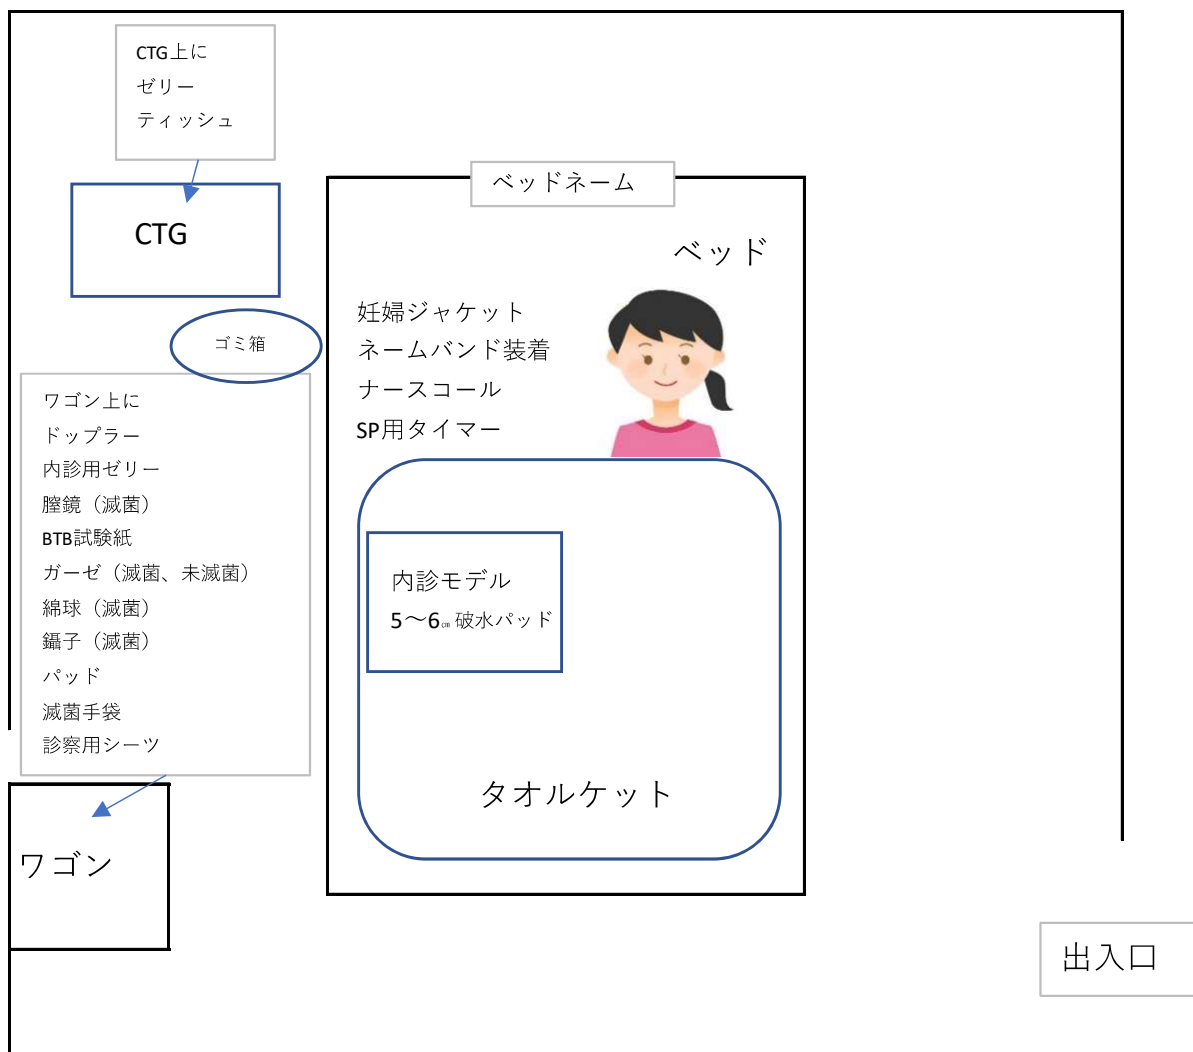 CTG上に
ゼリー
ティッシュ
CTG
ゴミ箱
ベッドネーム
ベッド
妊婦ジャケット
ネームバンド装着
ナースコール
SP用タイマー
ワゴン上に
ドップラー
内診用ゼリー
膣鏡（滅菌）
BTB試験紙
ガーゼ（滅菌、未滅菌）
綿球（滅菌）
鑷子（滅菌）
パッド
滅菌手袋
診察用シーツ
内診モデル
5～6㎝ 破水パッド
タオルケット
ワゴン
出入口